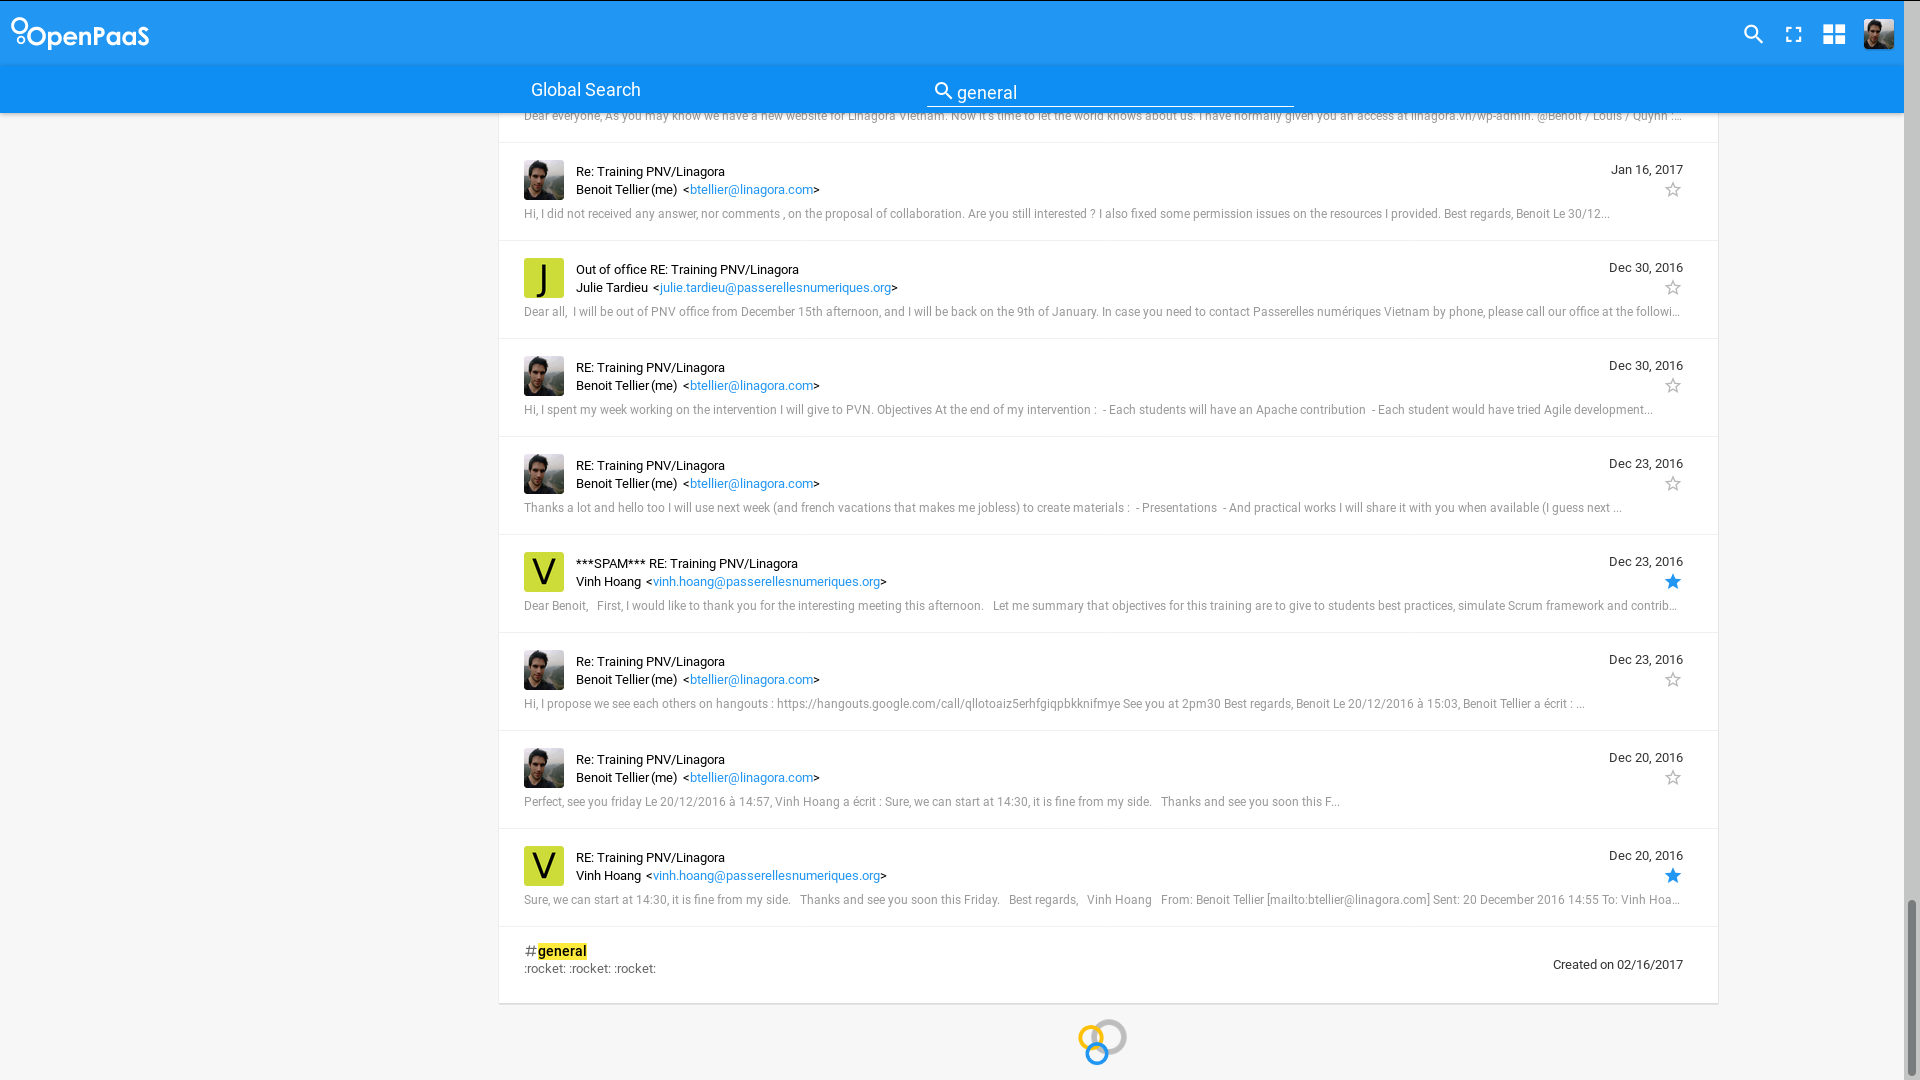 OpenPaaS
Global Search
general
Dear everyone, As you may know we have a new website for Linagora Vietnam. Now it's time to let the world knows about us. I have normally given you an access at linagora.vn/wp-admin. @Benoit / Louis / Quynh :...
Re: Training PNV/Linagora
Jan 16, 2017
Benoit Tellier (me) <btellier@linagora.com>
Hi, I did not received any answer, nor comments , on the proposal of collaboration. Are you still interested ? I also fixed some permission issues on the resources I provided. Best regards, Benoit Le 30/12...
J
Out of office RE: Training PNV/Linagora
Dec 30, 2016
Julie Tardieu <julie.tardieu@passerellesnumeriques.org>
Dear all, I will be out of PNV office from December 15th afternoon, and I will be back on the 9th of January. In case you need to contact Passerelles numériques Vietnam by phone, please call our office at the followi...
RE: Training PNV/Linagora
Dec 30, 2016
Benoit Tellier (me) <btellier@linagora.com>
Hi, I spent my week working on the intervention I will give to PVN. Objectives At the end of my intervention : - Each students will have an Apache contribution - Each student would have tried Agile development...
RE: Training PNV/Linagora
Dec 23, 2016
Benoit Tellier (me) <btellier@linagora.com>
Thanks a lot and hello too I will use next week (and french vacations that makes me jobless) to create materials : - Presentations - And practical works I will share it with you when available (I guess next ...
V
***SPAM*** RE: Training PNV/Linagora
Dec 23, 2016
Vinh Hoang <vinh.hoang@passerellesnumeriques.org>
Dear Benoit, First, I would like to thank you for the interesting meeting this afternoon. Let me summary that objectives for this training are to give to students best practices, simulate Scrum framework and contrib...
Re: Training PNV/Linagora
Dec 23, 2016
Benoit Tellier (me) <btellier@linagora.com>
Hi, I propose we see each others on hangouts : https://hangouts.google.com/call/qllotoaiz5erhfgiqpbkknifmye See you at 2pm30 Best regards, Benoit Le 20/12/2016 à 15:03, Benoit Tellier a écrit : ...
Re: Training PNV/Linagora
Dec 20, 2016
Benoit Tellier (me) <btellier@linagora.com>
Perfect, see you friday Le 20/12/2016 à 14:57, Vinh Hoang a écrit : Sure, we can start at 14:30, it is fine from my side. Thanks and see you soon this F...
V
RE: Training PNV/Linagora
Dec 20, 2016
Vinh Hoang <vinh.hoang@passerellesnumeriques.org>
Sure, we can start at 14:30, it is fine from my side. Thanks and see you soon this Friday. Best regards, Vinh Hoang From: Benoit Tellier [mailto:btellier@linagora.com] Sent: 20 December 2016 14:55 To: Vinh Hoa...
#general
:rocket: :rocket: :rocket:
Created on 02/16/2017